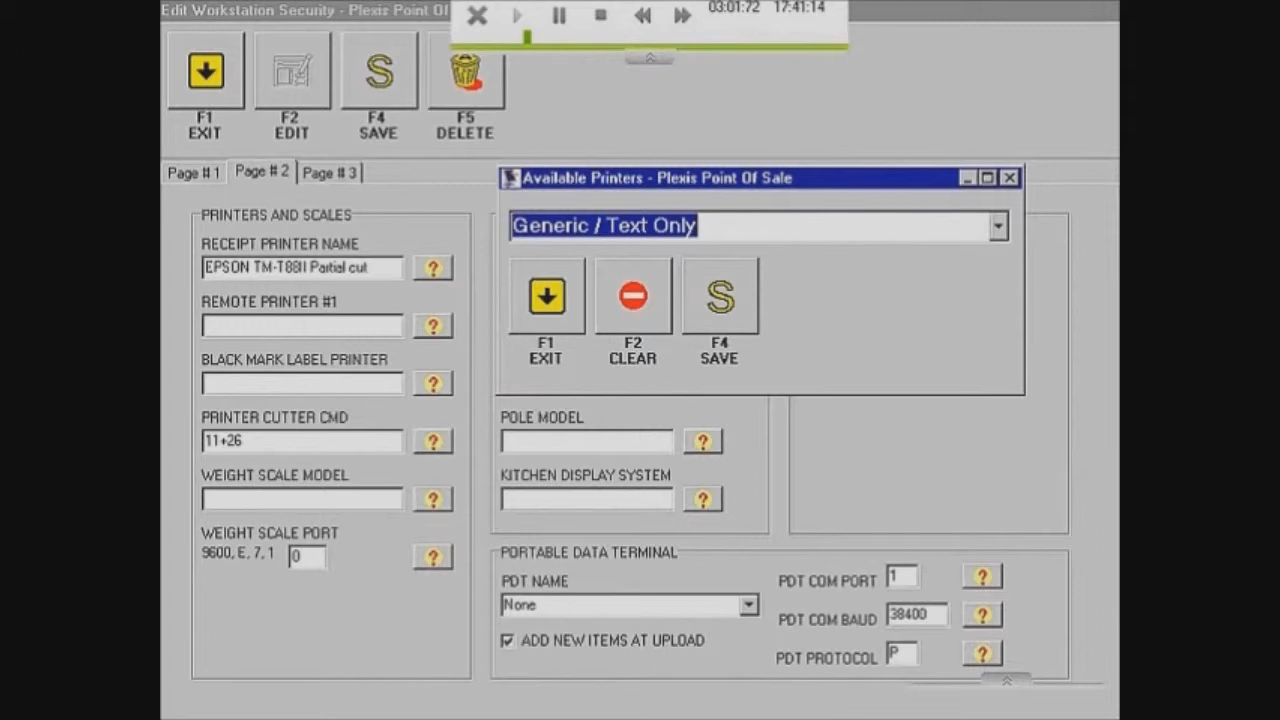 Edit Workstation Security - Plexis Point Of
03:01:72 17:41:14
F1
EXIT
F2
EDIT
F4
SAVE
F5
DELETE
Page # 1
Page # 2
Page # 3
PRINTERS AND SCALES
RECEIPT PRINTER NAME
EPSON TM-T88II Partial cut
REMOTE PRINTER #1
BLACK MARK LABEL PRINTER
PRINTER CUTTER CMD
11+26
WEIGHT SCALE MODEL
WEIGHT SCALE PORT
9600, E, 7, 1
0
Available Printers - Plexis Point Of Sale
Generic / Text Only
F1
EXIT
F2
CLEAR
F4
SAVE
POLE MODEL
KITCHEN DISPLAY SYSTEM
PORTABLE DATA TERMINAL
PDT NAME
None
ADD NEW ITEMS AT UPLOAD
PDT COM PORT
1
PDT COM BAUD
38400
PDT PROTOCOL
P